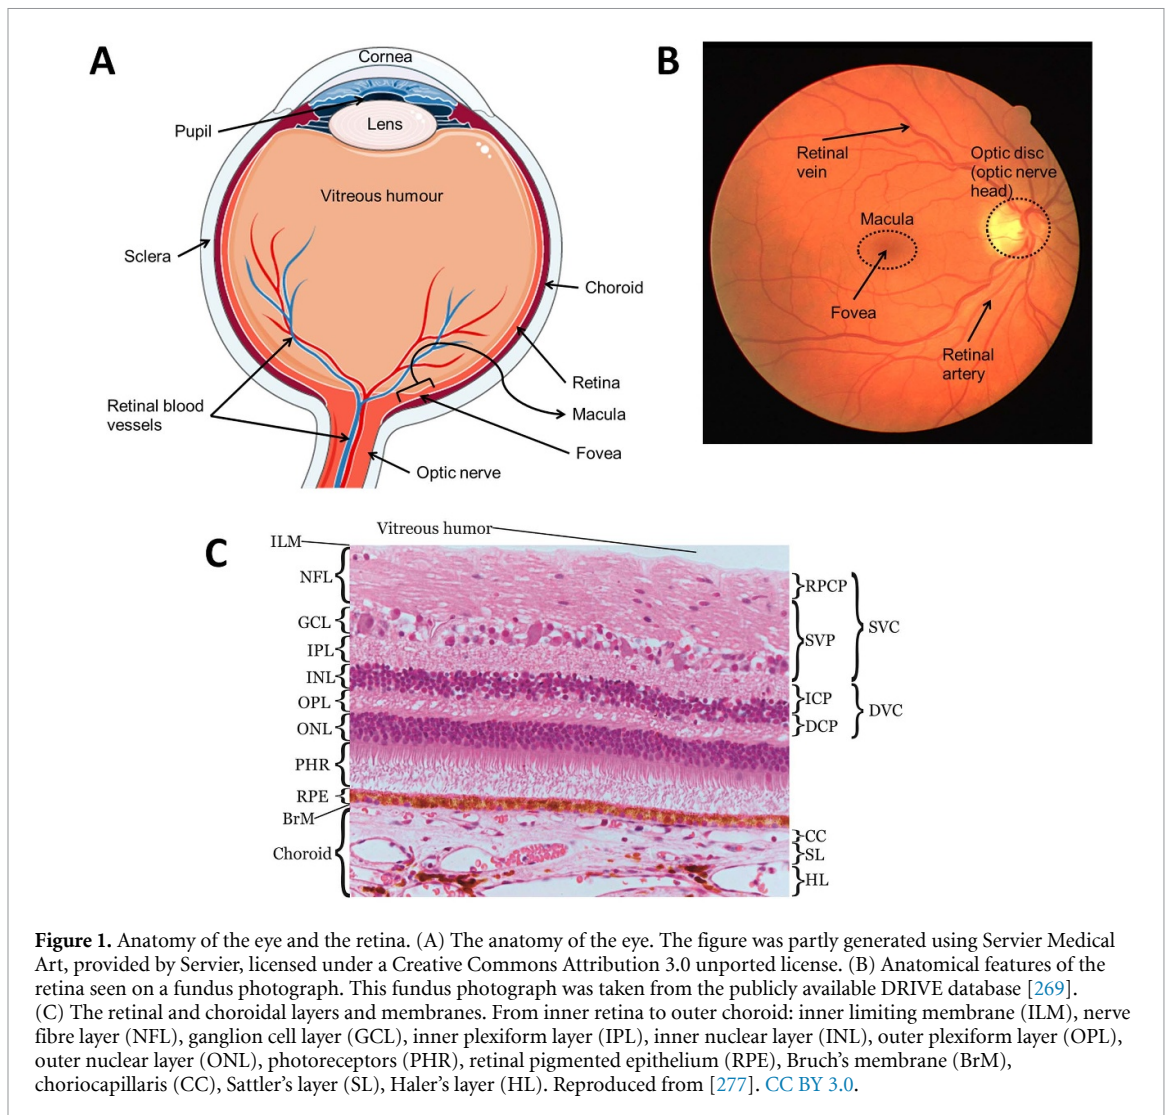 A
Cornea
Pupil
Lens
Vitreous humour
Sclera
Choroid
Retina
Retinal blood
vessels
Macula
Fovea
Optic nerve
B
Retinal
vein
Optic disc
(optic nerve
head)
Macula
Fovea
Retinal
artery
C
Vitreous humor
ILM
NFL
GCL
IPL
INL
OPL
ONL
PHR
RPE
BrM
Choroid
RPCP
SVP
SVC
ICP
DCP
DVC
CC
SL
HL
Figure 1. Anatomy of the eye and the retina. (A) The anatomy of the eye. The figure was partly generated using Servier Medical
Art, provided by Servier, licensed under a Creative Commons Attribution 3.0 unported license. (B) Anatomical features of the
retina seen on a fundus photograph. This fundus photograph was taken from the publicly available DRIVE database [269].
(C) The retinal and choroidal layers and membranes. From inner retina to outer choroid: inner limiting membrane (ILM), nerve
fibre layer (NFL), ganglion cell layer (GCL), inner plexiform layer (IPL), inner nuclear layer (INL), outer plexiform layer (OPL),
outer nuclear layer (ONL), photoreceptors (PHR), retinal pigmented epithelium (RPE), Bruch's membrane (BrM),
choriocapillaris (CC), Sattler's layer (SL), Haler's layer (HL). Reproduced from [277]. CC BY 3.0.